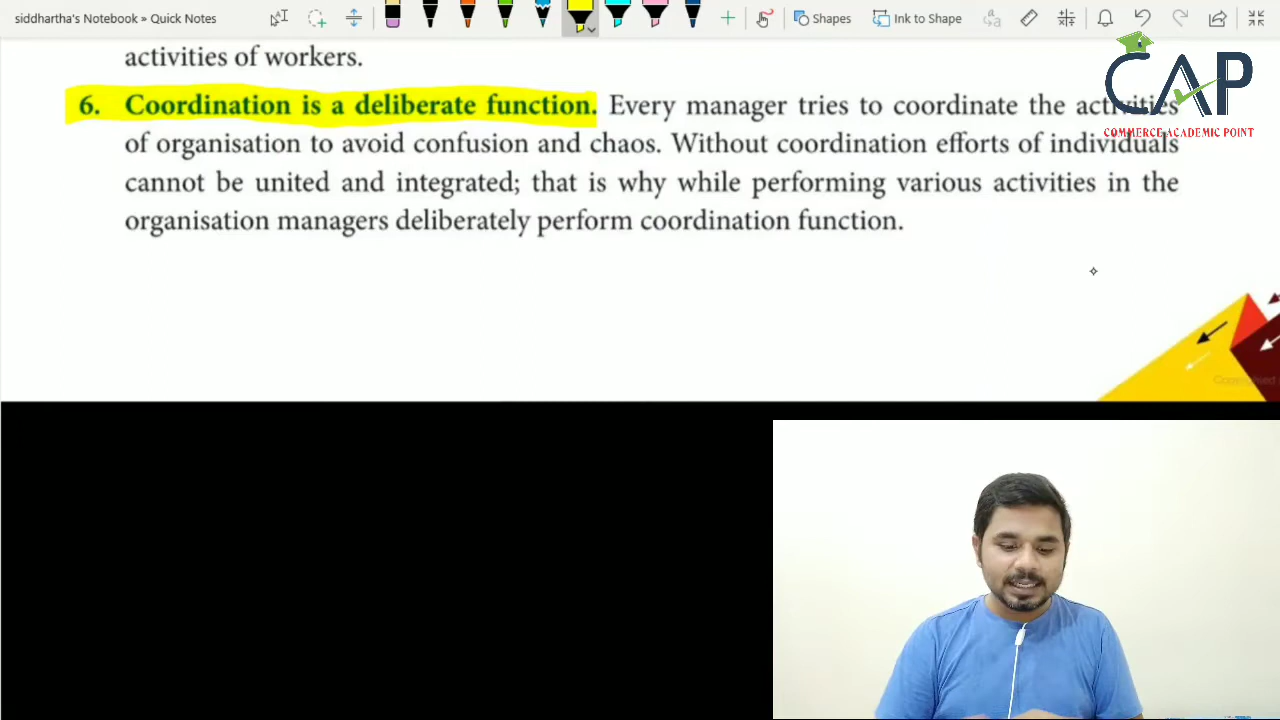 siddhartha's Notebook » Quick Notes
Shapes
Ink to Shape
activities of workers.
6. Coordination is a deliberate function. Every manager tries to coordinate the activities
of organisation to avoid confusion and chaos. Without coordination efforts of individuals
cannot be united and integrated; that is why while performing various activities in the
organisation managers deliberately perform coordination function.
CAP
COMMERCE ACADEMIC POINT